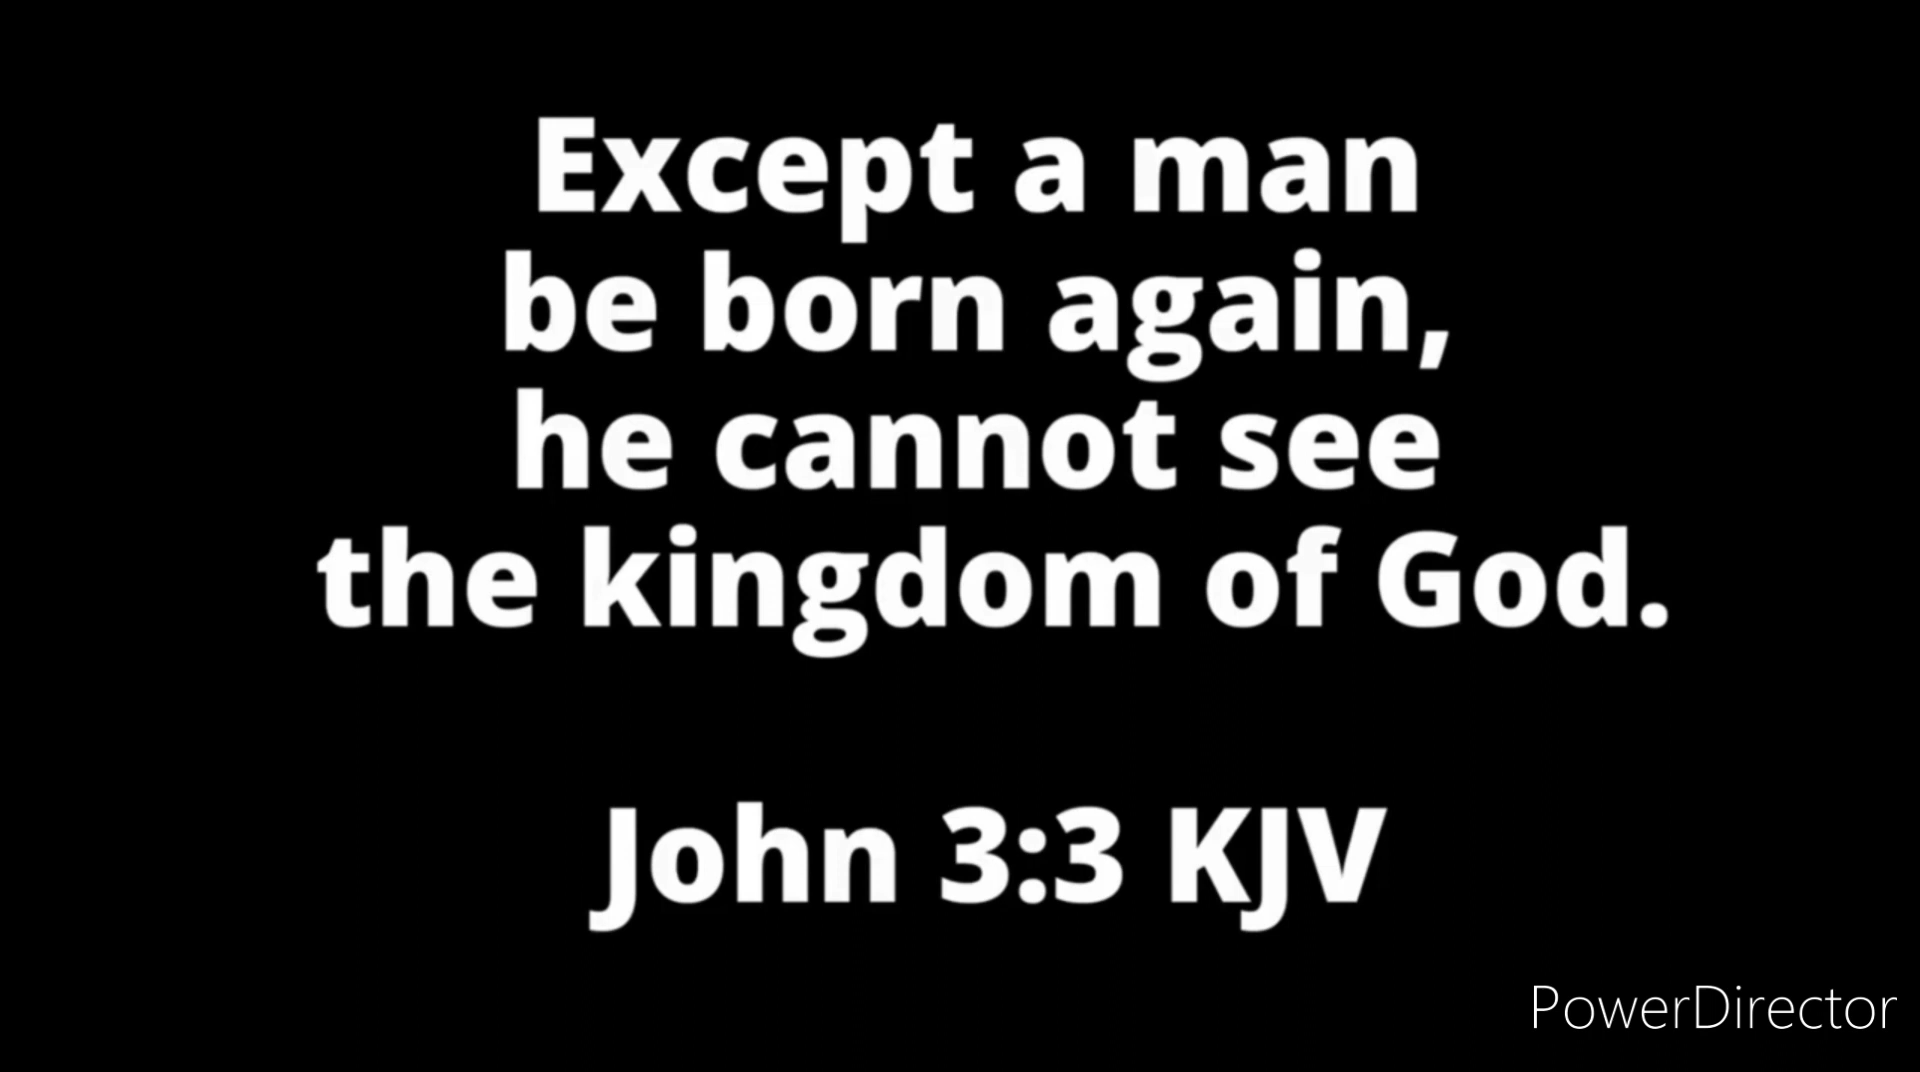 Except a man
be born again,
he cannot see
the kingdom of God.
John 3:3 KJV
PowerDirector